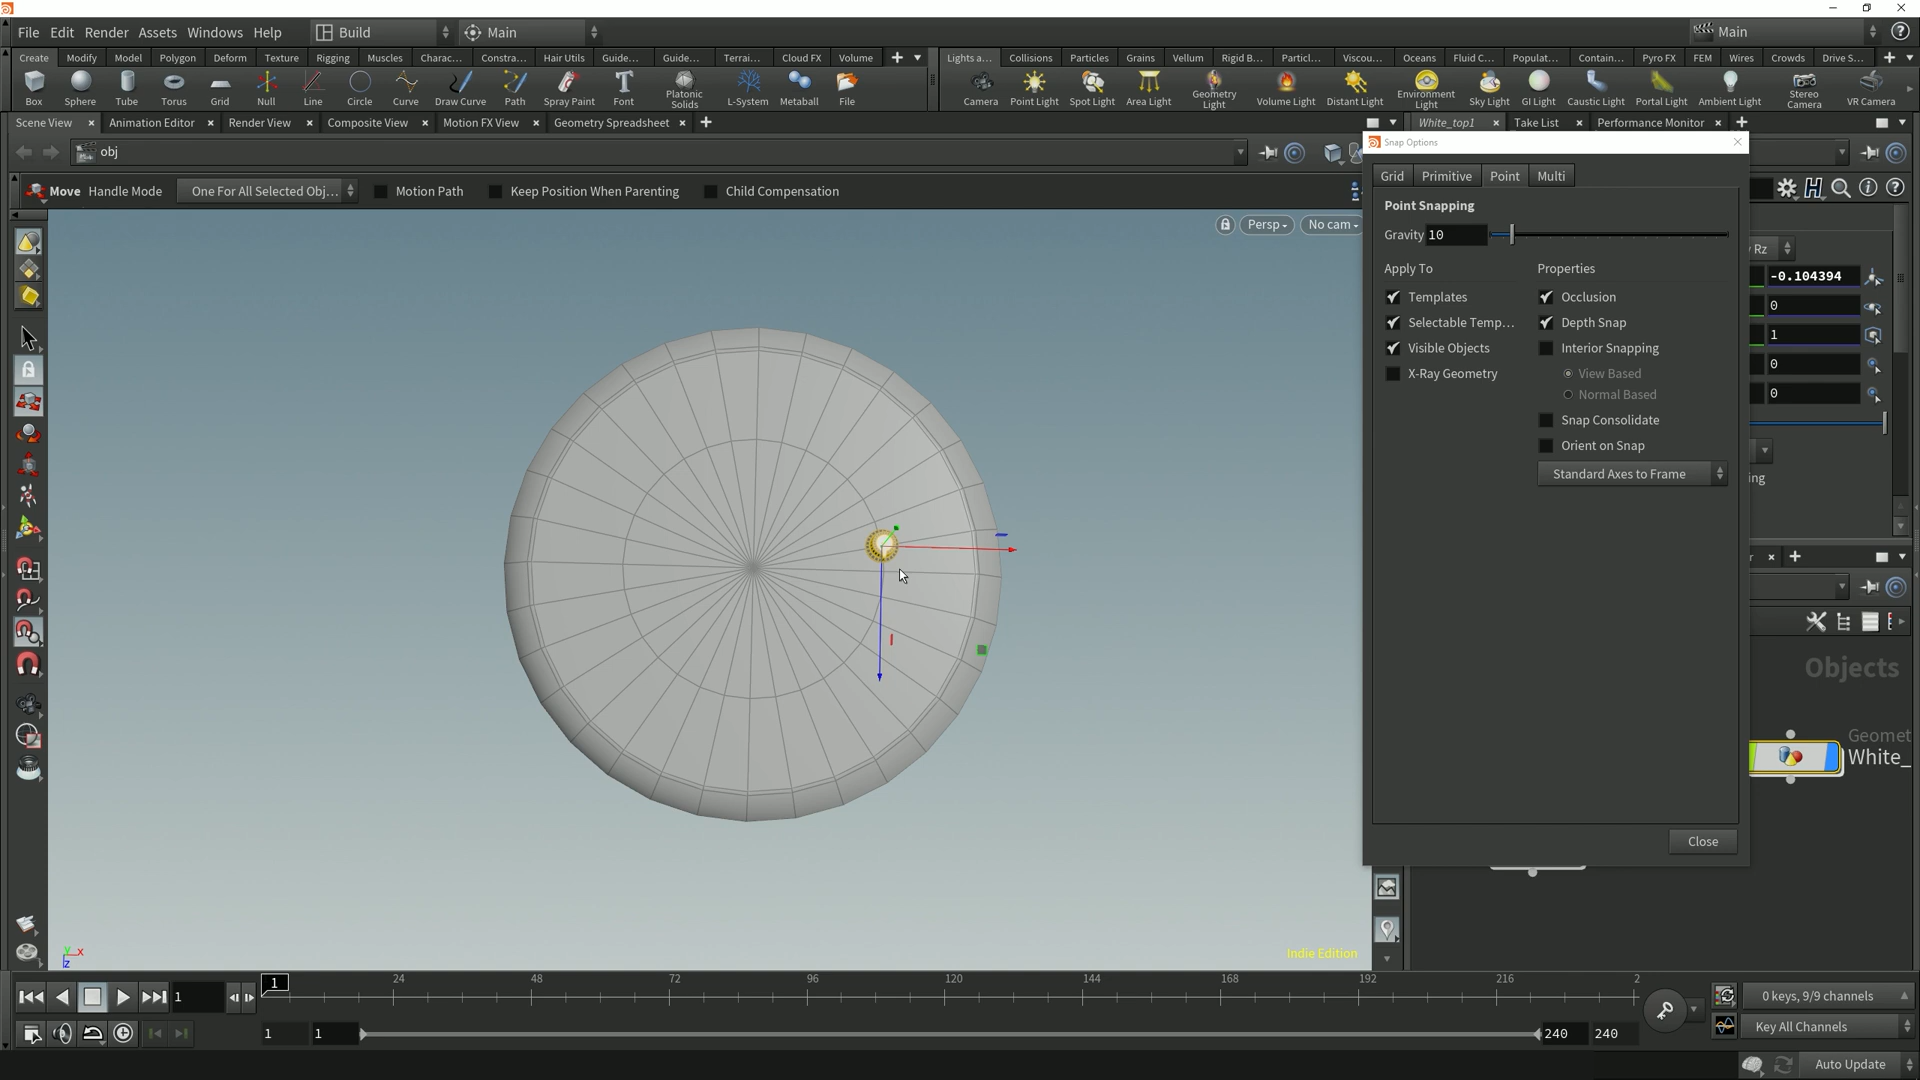 File Edit Render Assets Windows Help Build Main Main
Create Modify Model Polygon Deform Texture Rigging Muscles Charac... Constra... Hair Utils Guide... Guide... Terrai... Cloud FX Volume Lights a... Collisions Particles Grains Vellum Rigid B... Particl... Viscou... Oceans Fluid C... Populat... Contain... Pyro FX FEM Wires Crowds Drive S...
Box Sphere Tube Torus Grid Null Line Circle Curve Draw Curve Path Spray Paint Font Platonic Solids L-System Metaball File Camera Point Light Spot Light Area Light Geometry Light Volume Light Distant Light Environment Light Sky Light GI Light Caustic Light Portal Light Ambient Light Stereo Camera VR Camera
Scene View Animation Editor Render View Composite View Motion FX View Geometry Spreadsheet White_top1 Take List Performance Monitor
obj
Move Handle Mode One For All Selected Obj... Motion Path Keep Position When Parenting Child Compensation
Persp No cam
Snap Options
Grid Primitive Point Multi
Point Snapping
Gravity 10
Apply To Properties
Templates Occlusion
Selectable Temp... Depth Snap
Visible Objects Interior Snapping
X-Ray Geometry View Based
Normal Based
Snap Consolidate
Orient on Snap
Standard Axes to Frame
Close
Rz
-0.104394
0
1
0
0
ing
r
Objects
Geomet
White_
Indie Edition
y x
z
1 24 48 72 96 120 144 168 192 216 2
1
0 keys, 9/9 channels
1 1 240 240
Key All Channels
Auto Update